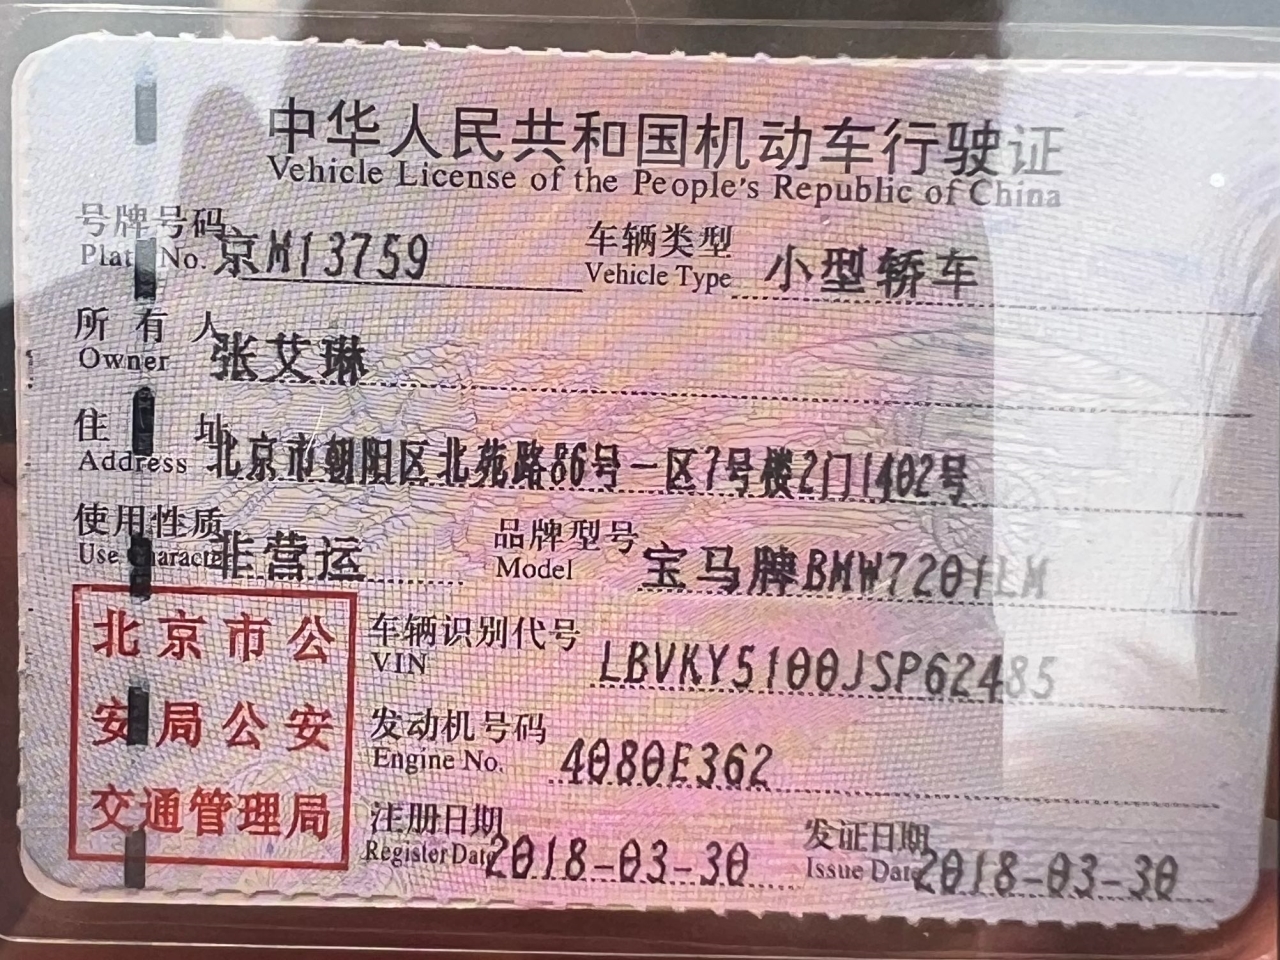 中华人民共和国机动车行驶证
Vehicle License of the People's Republic of China
号牌号码 京M13759 车辆类型 小型轿车
Plate No. Vehicle Type
所有人 张艾琳
Owner
住址 北京市朝阳区北苑路86号一区7号楼2门1402号
Address
使用性质 非营运 品牌型号 宝马牌BMW7201LM
Use Character Model
北京市公
安局公安
交通管理局
车辆识别代号 LBVKY5100JSP62485
VIN
发动机号码 4080E362
Engine No.
注册日期 2018-03-30 发证日期 2018-03-30
Register Date Issue Date